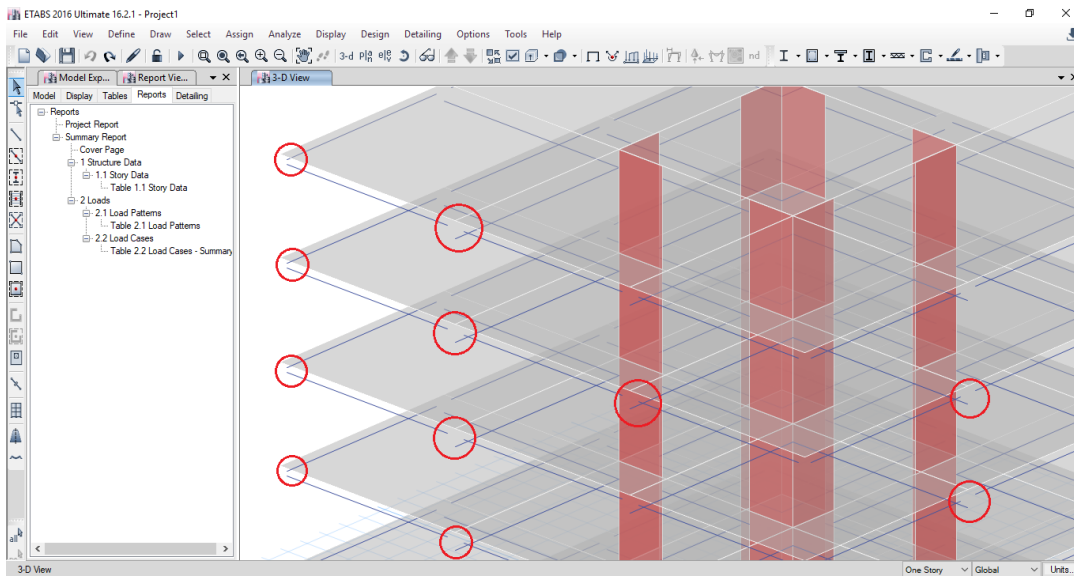 ETABS 2016 Ultimate 16.2.1 - Project1
File Edit View Define Draw Select Assign Analyze Display Design Detailing Options Tools Help
3-d nd
Model Exp... Report Vie... 3-D View
Model Display Tables Reports Detailing
Reports
Project Report
Summary Report
Cover Page
1 Structure Data
1.1 Story Data
Table 1.1 Story Data
2 Loads
2.1 Load Patterns
Table 2.1 Load Patterns
2.2 Load Cases
Table 2.2 Load Cases - Summary
all
3-D View One Story Global Units...